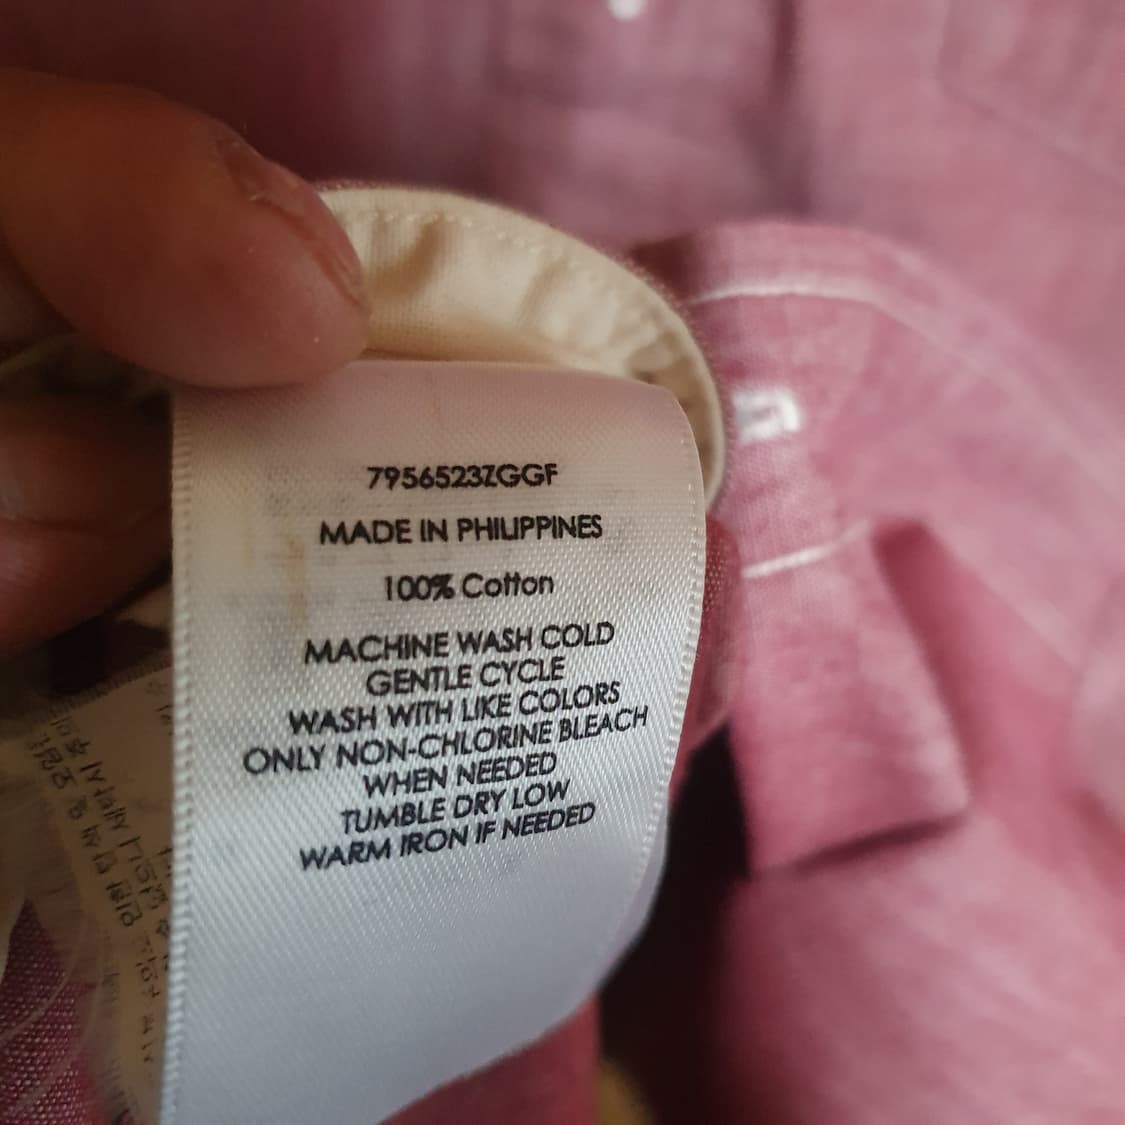 7956523ZGGF
MADE IN PHILIPPINES
100% Cotton
MACHINE WASH COLD
GENTLE CYCLE
WASH WITH LIKE COLORS
ONLY NON-CHLORINE BLEACH
WHEN NEEDED
TUMBLE DRY LOW
WARM IRON IF NEEDED